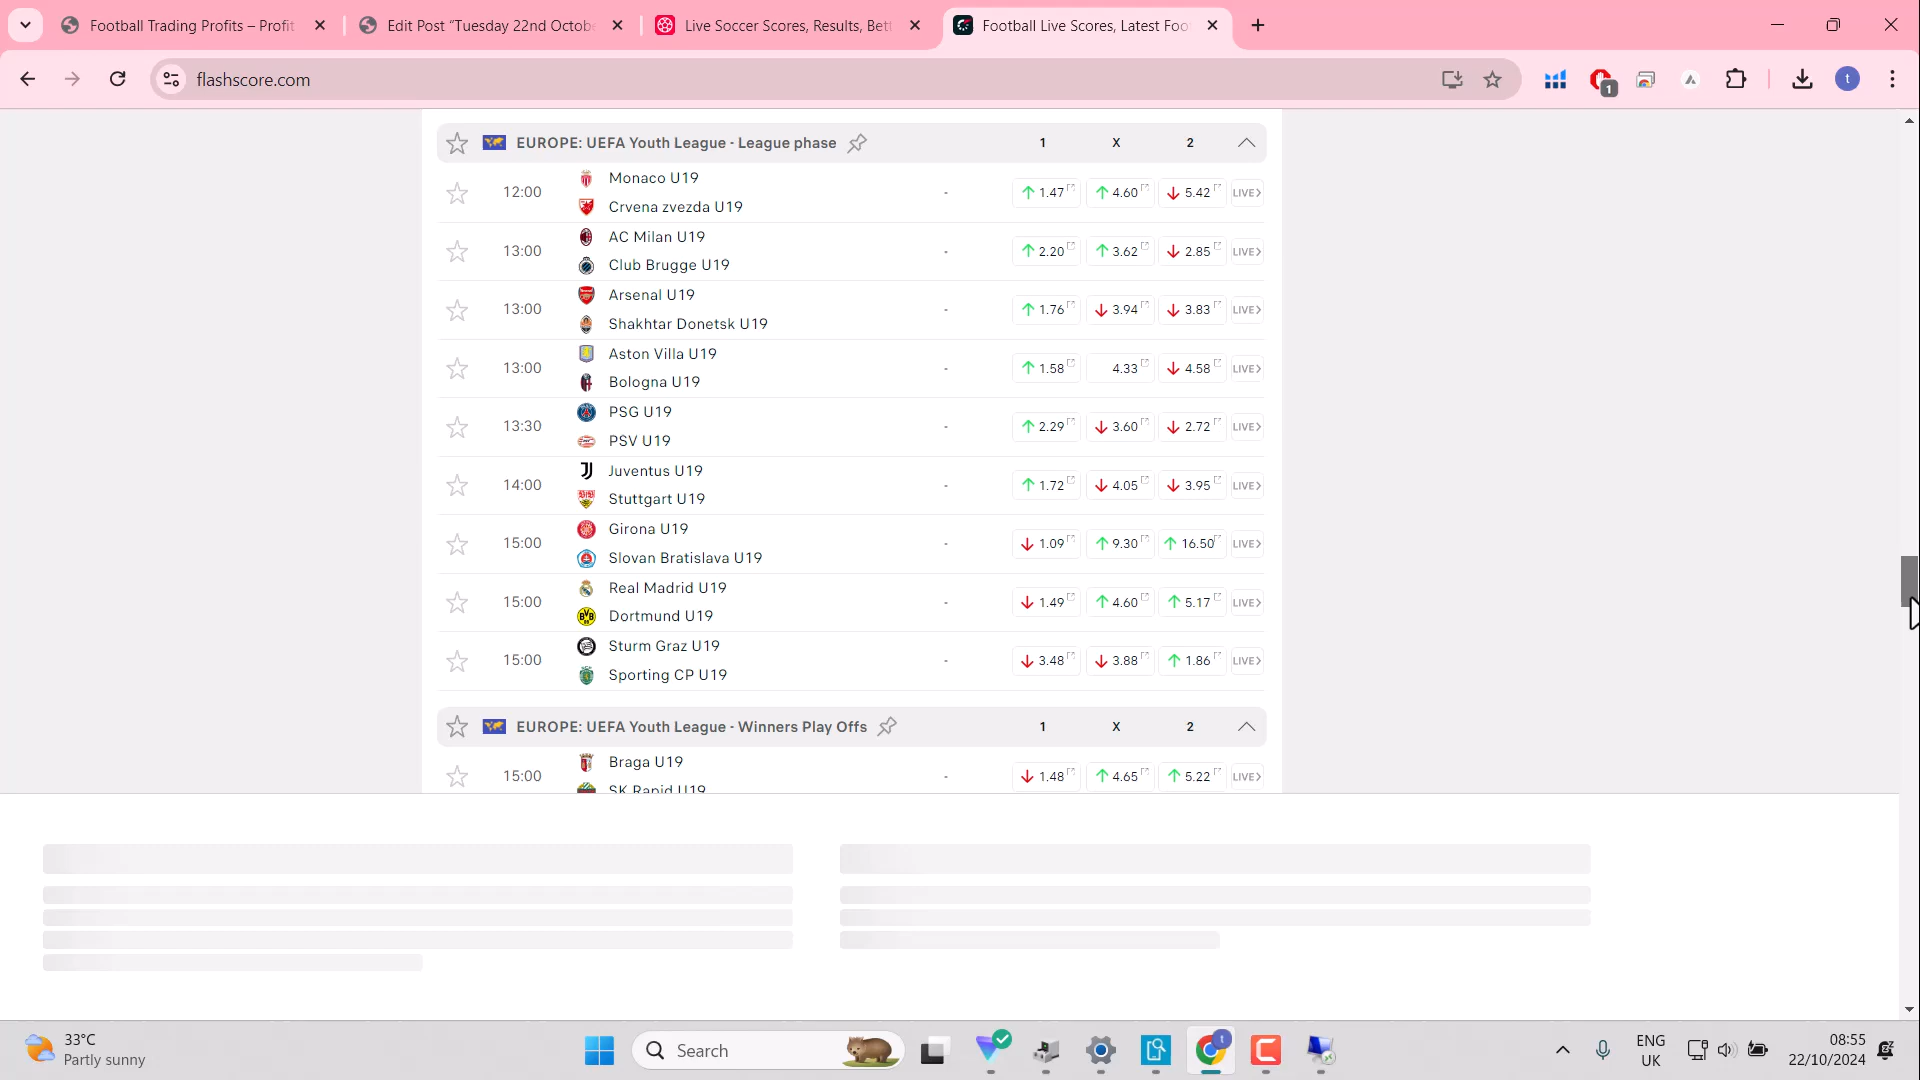 Football Trading Profits – Profit
Edit Post “Tuesday 22nd Octobe
Live Soccer Scores, Results, Bett
Football Live Scores, Latest Foo
flashscore.com
1
t
EUROPE: UEFA Youth League - League phase 1 X 2
12:00 Monaco U19
Crvena zvezda U19
- 1.47 4.60 5.42 LIVE
13:00 AC Milan U19
Club Brugge U19
- 2.20 3.62 2.85 LIVE
13:00 Arsenal U19
Shakhtar Donetsk U19
- 1.76 3.94 3.83 LIVE
13:00 Aston Villa U19
Bologna U19
- 1.58 4.33 4.58 LIVE
13:30 PSG U19
PSV U19
- 2.29 3.60 2.72 LIVE
14:00 Juventus U19
Stuttgart U19
- 1.72 4.05 3.95 LIVE
15:00 Girona U19
Slovan Bratislava U19
- 1.09 9.30 16.50 LIVE
15:00 Real Madrid U19
Dortmund U19
- 1.49 4.60 5.17 LIVE
15:00 Sturm Graz U19
Sporting CP U19
- 3.48 3.88 1.86 LIVE
EUROPE: UEFA Youth League - Winners Play Offs 1 X 2
15:00 Braga U19
SK Rapid U19
- 1.48 4.65 5.22 LIVE
33°C
Partly sunny
Search
t
ENG
UK
08:55
22/10/2024